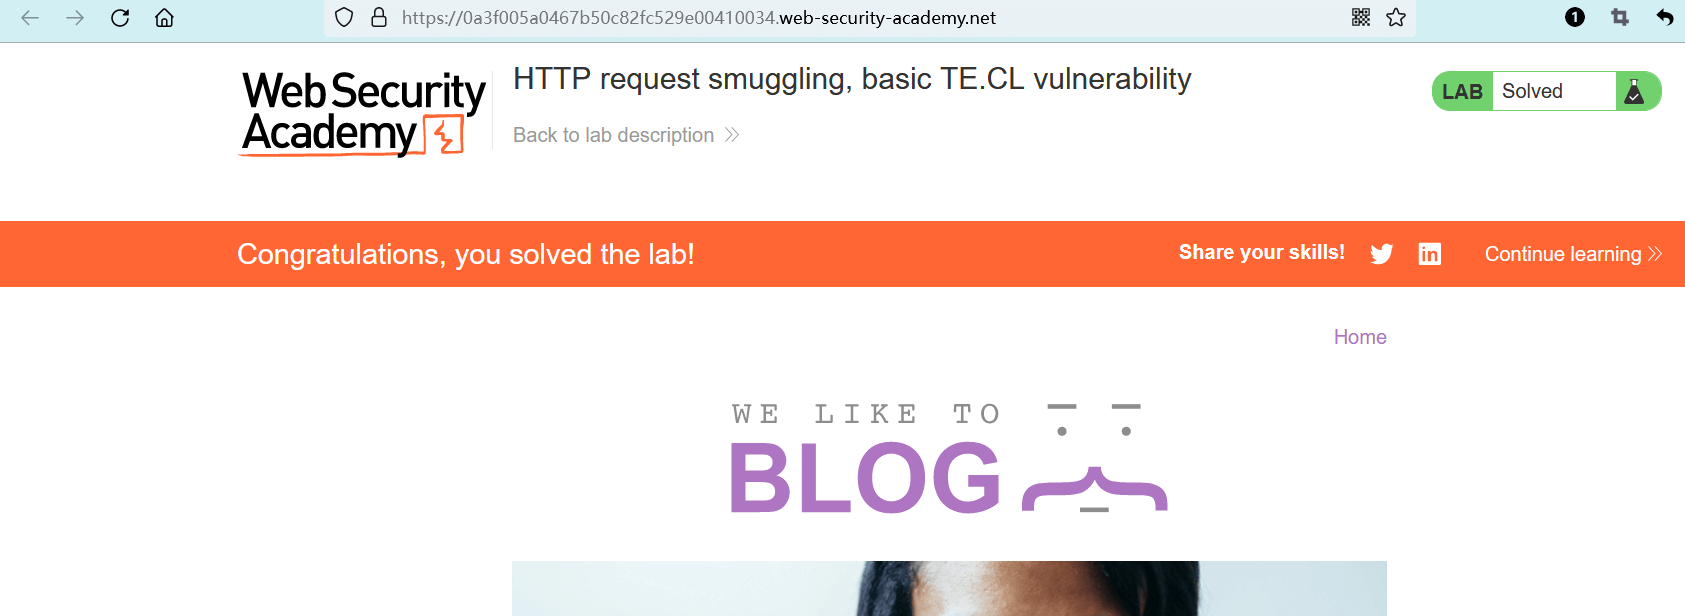 https://0a3f005a0467b50c82fc529e00410034.web-security-academy.net
1
Web Security
Academy
HTTP request smuggling, basic TE.CL vulnerability
Back to lab description
LAB Solved
Congratulations, you solved the lab!
Share your skills!
in
Continue learning
Home
WE LIKE TO
BLOG